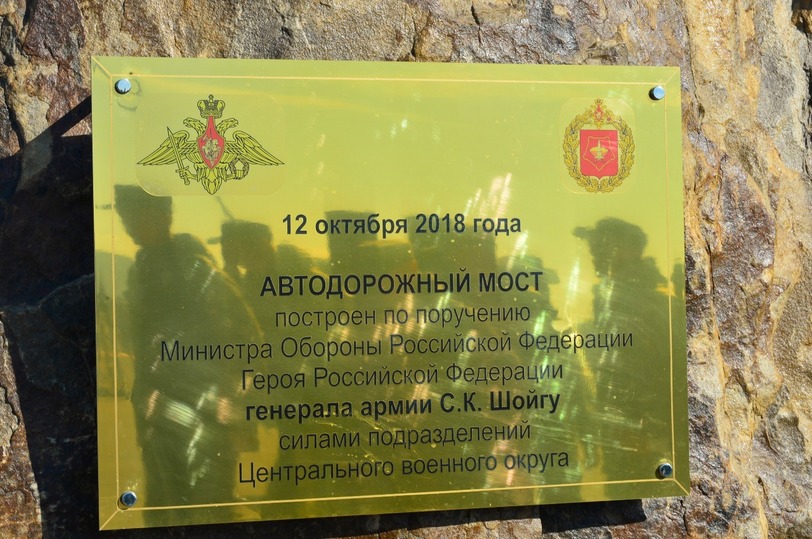 12 октября 2018 года
АВТОДОРОЖНЫЙ МОСТ
построен по поручению
Министра Обороны Российской Федерации
Героя Российской Федерации
генерала армии С.К. Шойгу
силами подразделений
Центрального военного округа